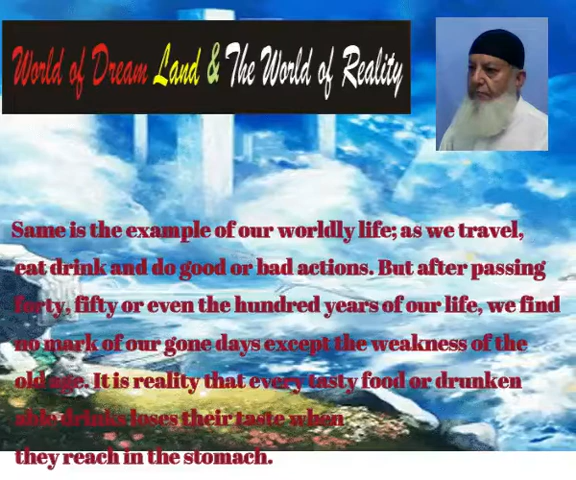 World of Dream Land & The World of Reality
Same is the example of our worldly life; as we travel,
eat drink and do good or bad actions. But after passing
forty, fifty or even the hundred years of our life, we find
no mark of our gone days except the weakness of the
old age. It is reality that every tasty food or drunken
able drinks loses their taste when
they reach in the stomach.